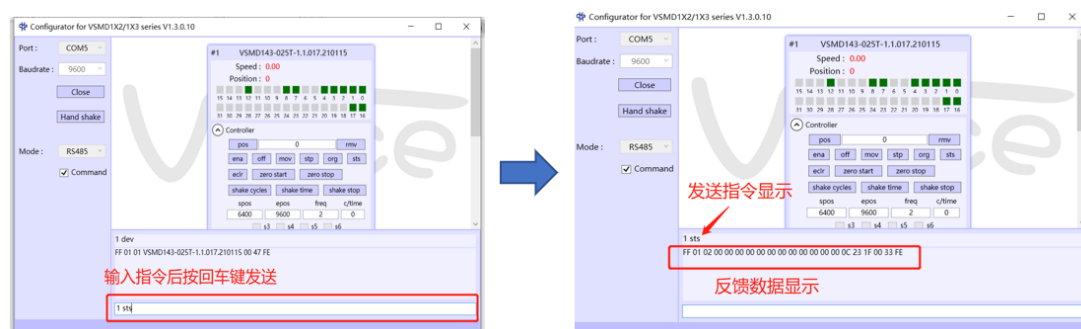 Configurator for VSMD1X2/1X3 series V1.3.0.10
Port : COM5
Baudrate : 9600
Close
Hand shake
Mode : RS485
Command
#1 VSMD143-025T-1.1.017.210115
Speed : 0.00
Position : 0
15 14 13 12 11 10 9 8 7 6 5 4 3 2 1 0
31 30 29 28 27 26 25 24 23 22 21 20 19 18 17 16
Controller
pos 0 rmv
ena off mov stp org sts
eclr zero start zero stop
shake cycles shake time shake stop
spos epos freq c/time
6400 9600 2 0
s3 s4 s5 s6
1 dev
FF 01 01 VSMD143-025T-1.1.017.210115 00 47 FE
输入指令后按回车键发送
1 sts
Configurator for VSMD1X2/1X3 series V1.3.0.10
Port : COM5
Baudrate : 9600
Close
Hand shake
Mode : RS485
Command
#1 VSMD143-025T-1.1.017.210115
Speed : 0.00
Position : 0
15 14 13 12 11 10 9 8 7 6 5 4 3 2 1 0
31 30 29 28 27 26 25 24 23 22 21 20 19 18 17 16
Controller
pos 0 rmv
ena off mov stp org sts
eclr zero start zero stop
shake cycles shake time shake stop
spos epos freq c/time
6400 9600 2 0
s3 s4 s5 s6
发送指令显示
1 sts
FF 01 02 00 00 00 00 00 00 00 00 00 00 00 00 0C 23 1F 00 33 FE
反馈数据显示